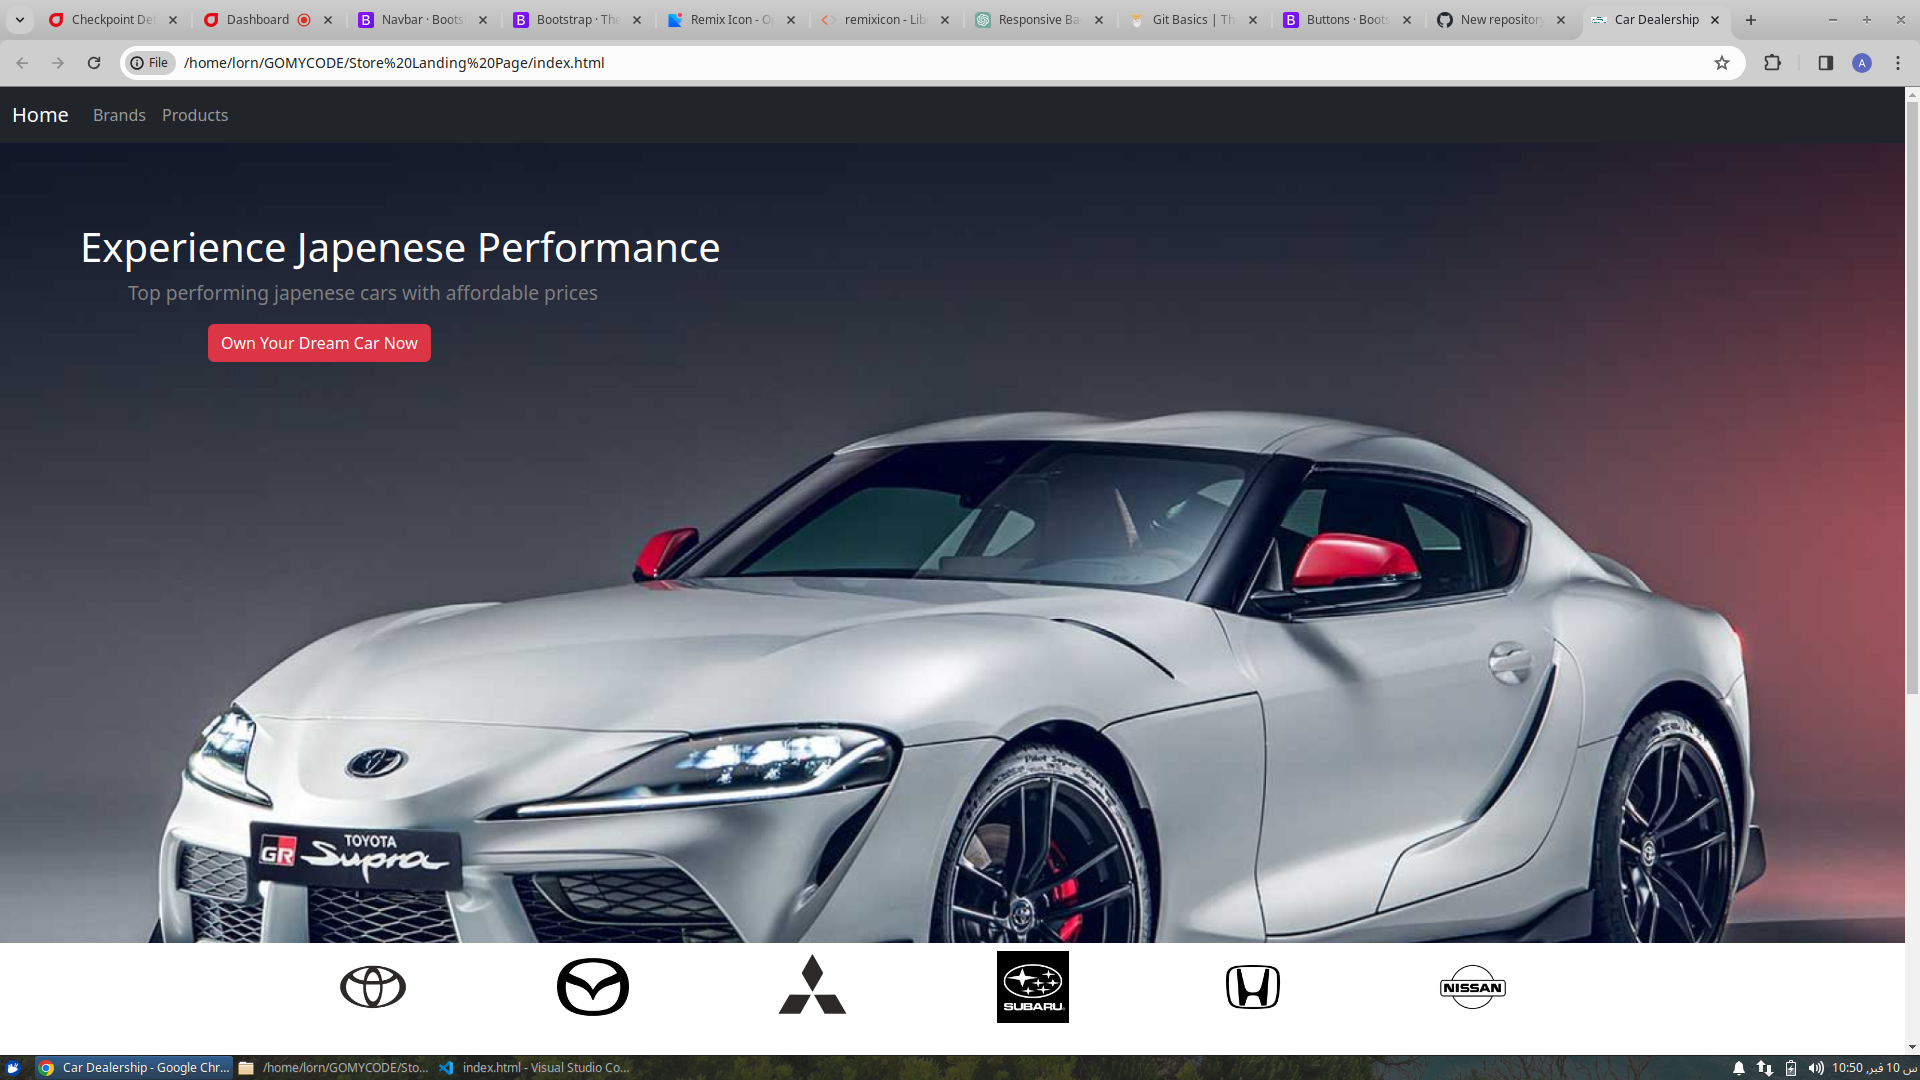 Checkpoint De
Dashboard
Navbar · Boots
Bootstrap · The
Remix Icon - O
remixicon - Lib
Responsive Ba
Git Basics | Th
Buttons · Boots
New repository
Car Dealership
File
/home/lorn/GOMYCODE/Store%20Landing%20Page/index.html
A
Home
Brands
Products
Experience Japenese Performance
Top performing japenese cars with affordable prices
Own Your Dream Car Now
Pilot Super Sport
GR
TOYOTA
Supra
SUBARU
NISSAN
Car Dealership - Google Chr...
/home/lorn/GOMYCODE/Sto...
index.html - Visual Studio Co...
س 10 فبر, 10:50